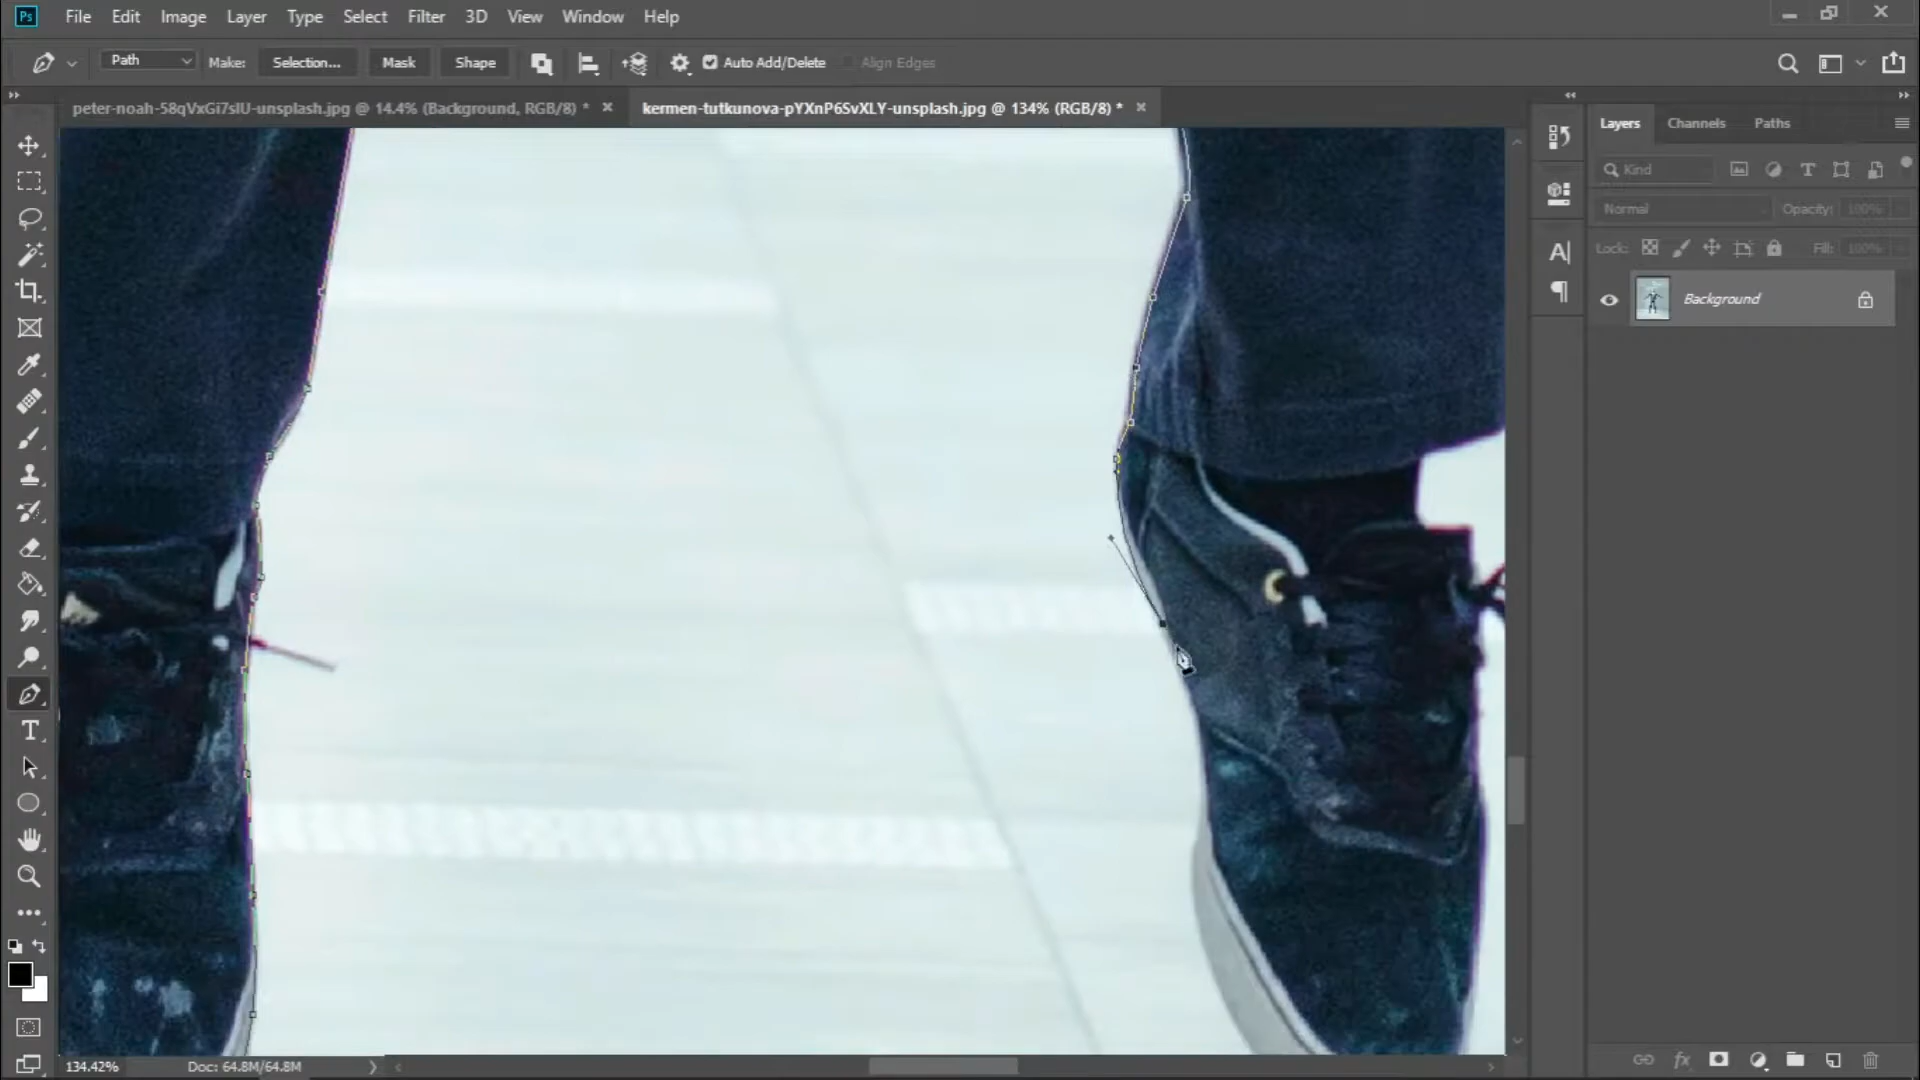 Ps File Edit Image Layer Type Select Filter 3D View Window Help
Path Make: Selection... Mask Shape Auto Add/Delete Align Edges
peter-noah-58qVxGi7slU-unsplash.jpg @ 14.4% (Background, RGB/8) *
kermen-tutkunova-pYXnP6SvXLY-unsplash.jpg @ 134% (RGB/8) *
Layers Channels Paths
Kind
Normal Opacity: 100%
Lock: Fill: 100%
Background
134.42% Doc: 64.8M/64.8M